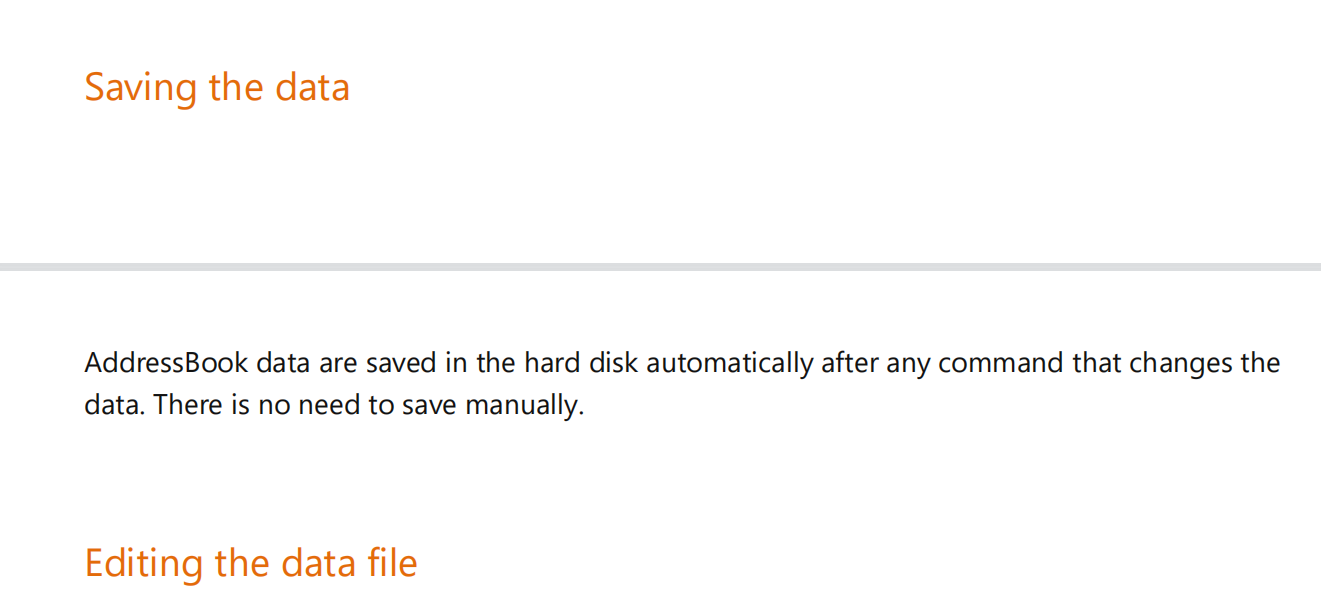 Saving the data
AddressBook data are saved in the hard disk automatically after any command that changes the
data. There is no need to save manually.
Editing the data file